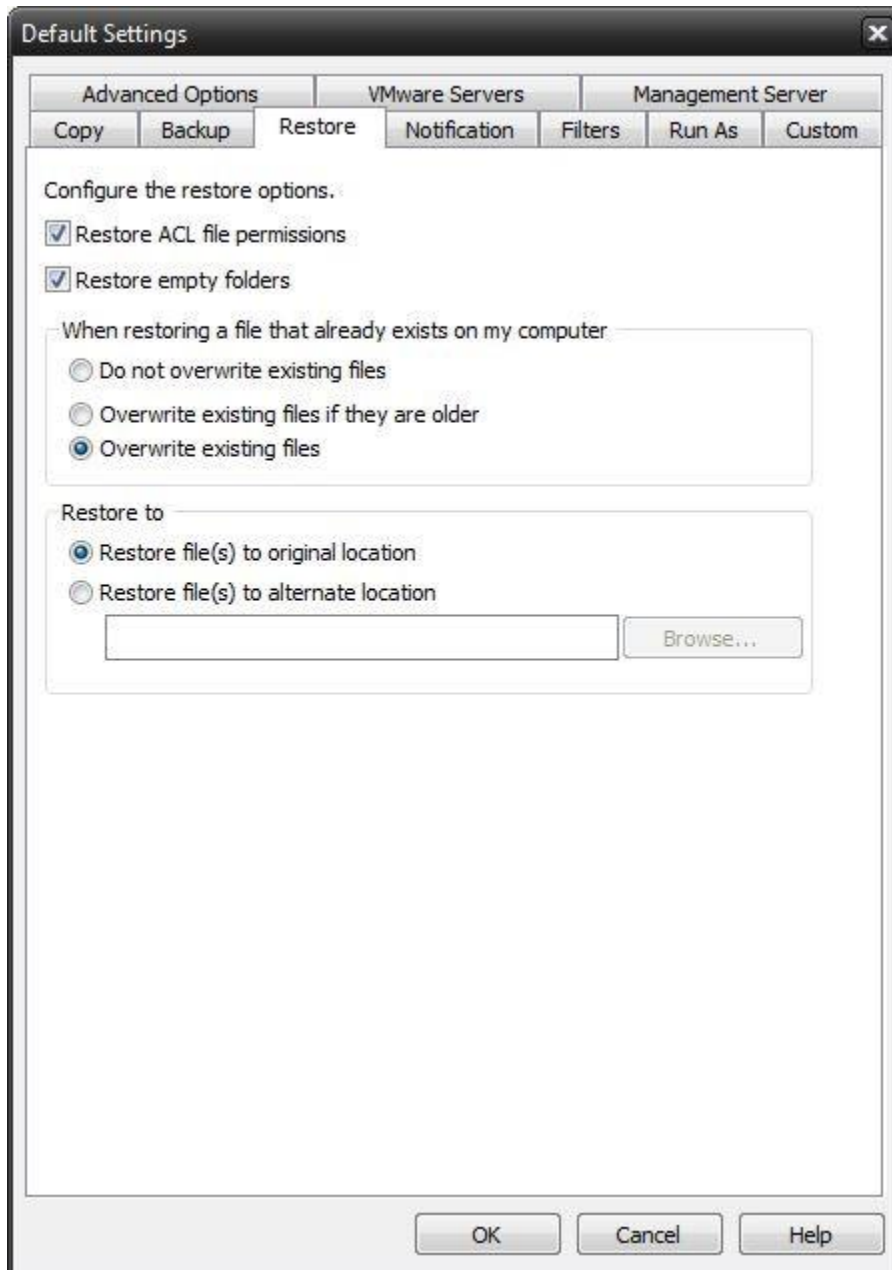 Default Settings
Advanced Options VMware Servers Management Server
Copy Backup Restore Notification Filters Run As Custom
Configure the restore options.
Restore ACL file permissions
Restore empty folders
When restoring a file that already exists on my computer
Do not overwrite existing files
Overwrite existing files if they are older
Overwrite existing files
Restore to
Restore file(s) to original location
Restore file(s) to alternate location
Browse...
OK Cancel Help